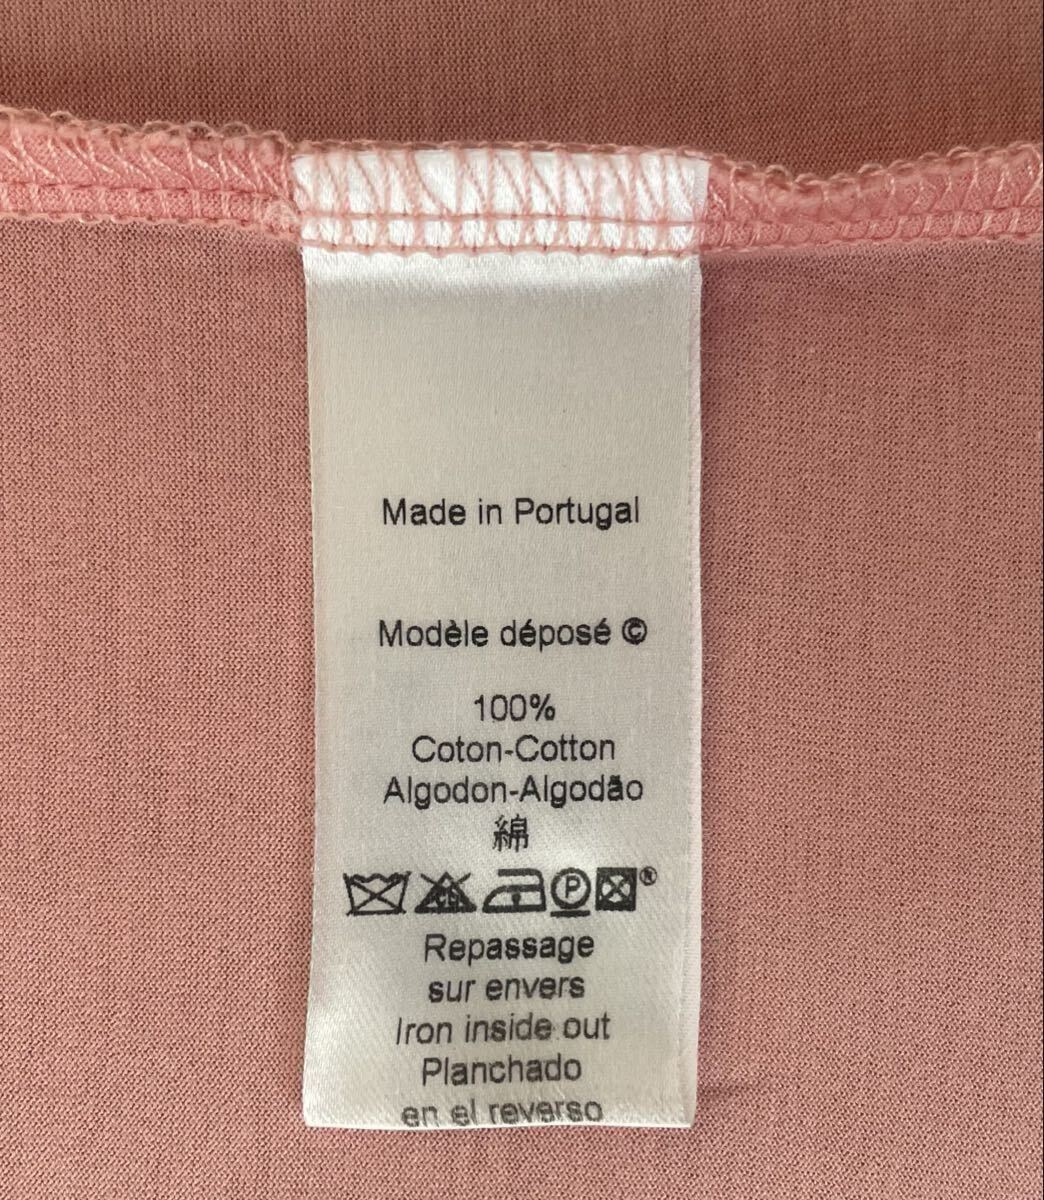 Made in Portugal
Modèle déposé ©
100%
Coton-Cotton
Algodon-Algodão
綿
CL P ®
Repassage
sur envers
Iron inside out
Planchado
en el reverso